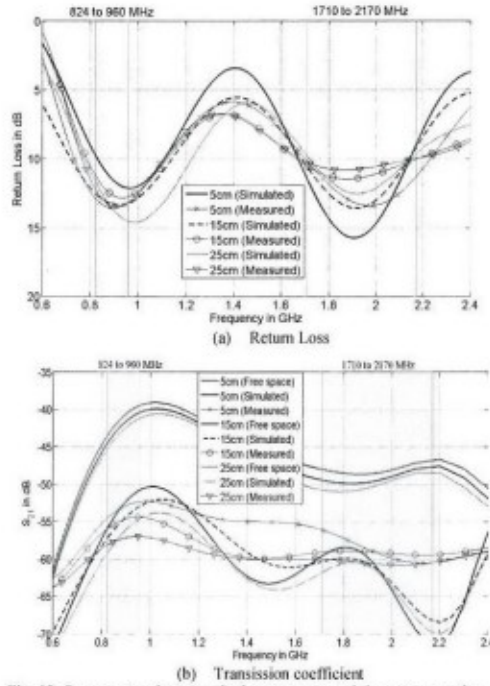 824 to 960 MHz 1710 to 2170 MHz
0
5
10
15
20
Return Loss in dB
5cm (Simulated)
5cm (Measured)
15cm (Simulated)
15cm (Measured)
25cm (Simulated)
25cm (Measured)
0.6 0.8 1 1.2 1.4 1.6 1.8 2 2.2 2.4
Frequency in GHz
(a) Return Loss
824 to 960 MHz 1710 to 2170 MHz
-35
-40
-45
-50
-55
-60
-65
-70
S21 in dB
5cm (Free space)
5cm (Simulated)
5cm (Measured)
15cm (Free space)
15cm (Simulated)
15cm (Measured)
25cm (Free space)
25cm (Simulated)
25cm (Measured)
0.6 0.8 1 1.2 1.4 1.6 1.8 2 2.2 2.4
Frequency in GHz
(b) Transission coefficient